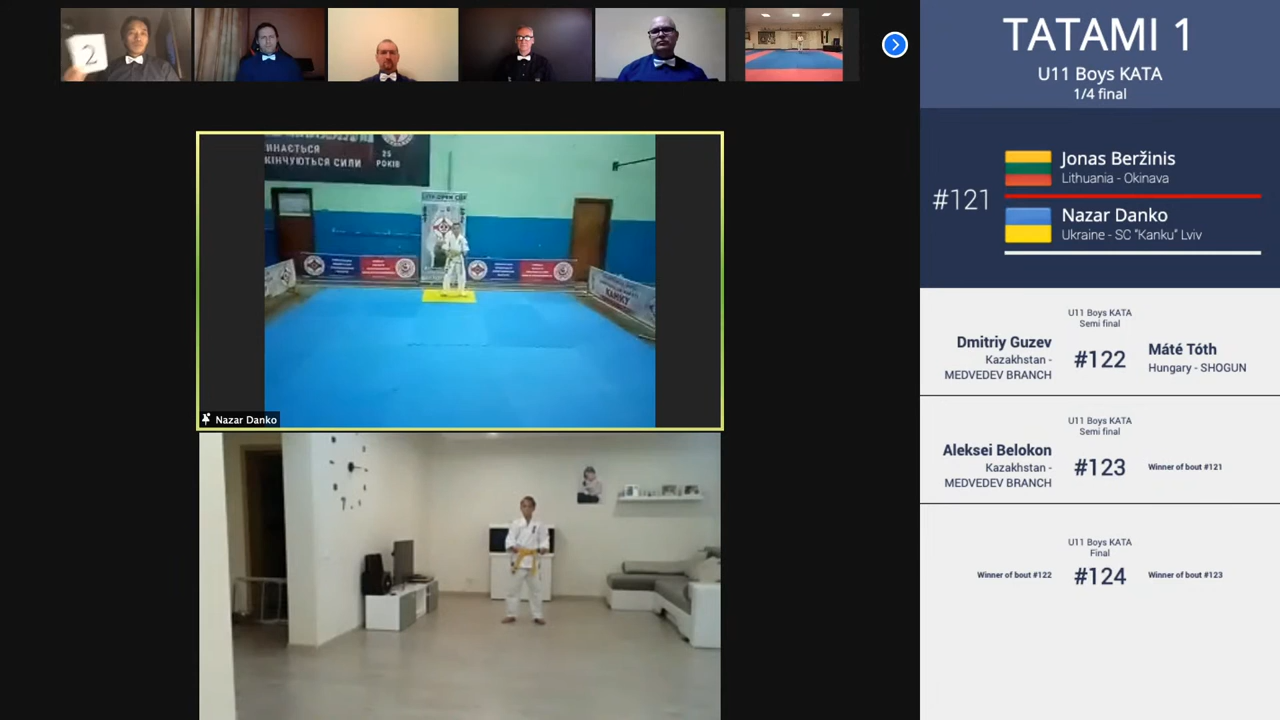 2
TATAMI 1
U11 Boys KATA
1/4 final
#121
Jonas Beržinis
Lithuania - Okinava
Nazar Danko
Ukraine - SC "Kanku" Lviv
U11 Boys KATA
Semi final
Dmitriy Guzev
Kazakhstan -
MEDVEDEV BRANCH
#122
Máté Tóth
Hungary - SHOGUN
U11 Boys KATA
Semi final
Aleksei Belokon
Kazakhstan -
MEDVEDEV BRANCH
#123
Winner of bout #121
U11 Boys KATA
Final
Winner of bout #122
#124
Winner of bout #123
ИНАЄТЬСЯ
КІНЧУЮТЬСЯ СИЛИ
25
РОКІВ
KANKU
Nazar Danko